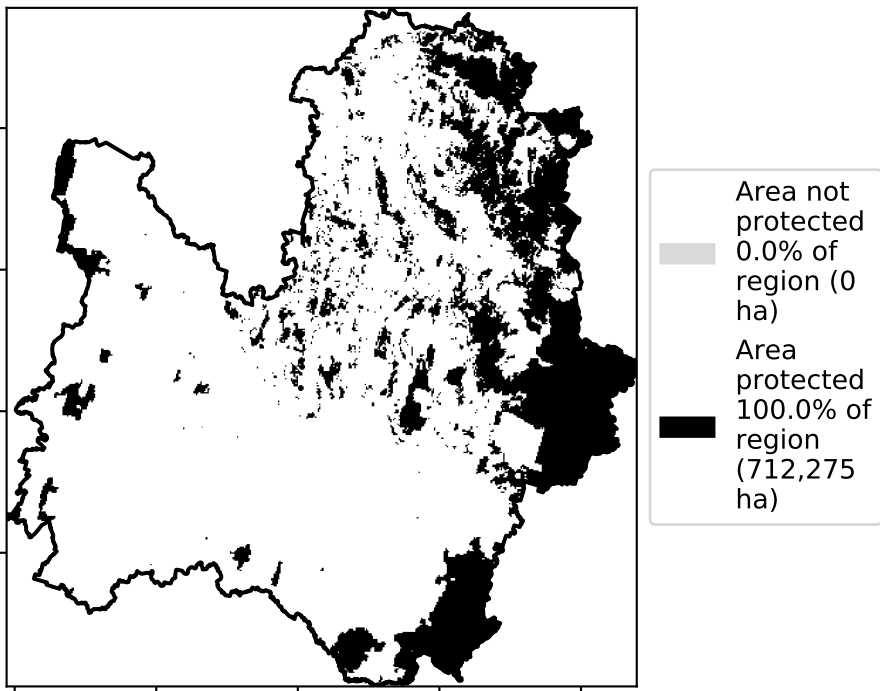 Area not
protected
0.0% of
region (0
ha)
Area
protected
100.0% of
region
(712,275
ha)